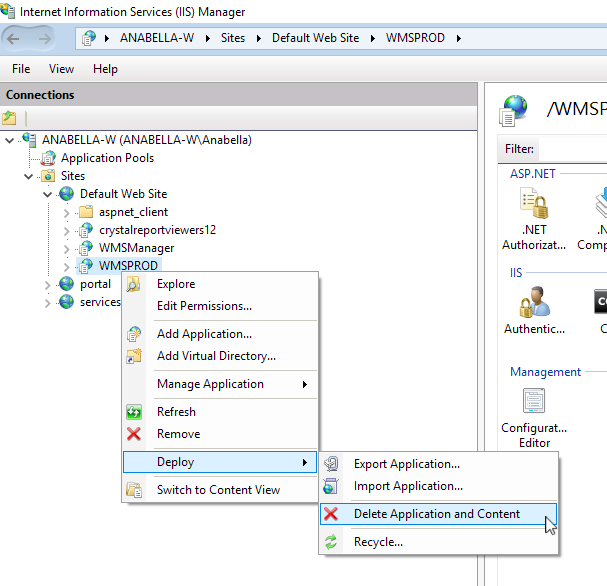 Internet Information Services (IIS) Manager
ANABELLA-W Sites Default Web Site WMSPROD
File View Help
Connections
ANABELLA-W (ANABELLA-W\Anabella)
Application Pools
Sites
Default Web Site
aspnet_client
crystalreportviewers12
WMSManager
WMSPROD
portal
services
Explore
Edit Permissions...
Add Application...
Add Virtual Directory...
Manage Application
Refresh
Remove
Deploy
Switch to Content View
Export Application...
Import Application...
Delete Application and Content
Recycle...
/WMSP
Filter:
ASP.NET
.NET
Authorizat...
Comp
IIS
Authentic...
Management
Configurat...
Editor